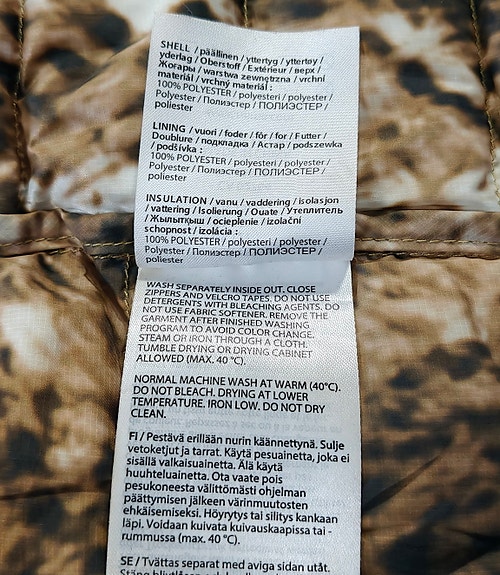 SHELL / päällinen / yttertyg / yttertøy /
yderlag / Oberstoff / Extérieur / верх /
Жоғары / warstwa zewnętrzna / vrchní
materiál / vrchný materiál :
100% POLYESTER / polyesteri / polyester /
Polyester / Полиэстер / ПОЛИЭСТЕР /
poliester
LINING / vuori / foder / fôr / for / Futter /
Doublure / подкладка / Астар / podszewka
/ podšívka :
100% POLYESTER / polyesteri / polyester /
Polyester / Полиэстер / ПОЛИЭСТЕР /
poliester
INSULATION / vanu / vaddering / isolasjon
/ vattering / Isolierung / Ouate / Утеплитель
/ Жылытқыш / ocieplenie / izolační
schopnost / izolácia :
100% POLYESTER / polyesteri / polyester /
Polyester / Полиэстер / ПОЛИЭСТЕР /
poliester
WASH SEPARATELY INSIDE OUT. CLOSE
ZIPPERS AND VELCRO TAPES. DO NOT USE
DETERGENTS WITH BLEACHING AGENTS. DO
NOT USE FABRIC SOFTENER. REMOVE THE
GARMENT AFTER FINISHED WASHING
PROGRAM TO AVOID COLOR CHANGE.
STEAM OR IRON THROUGH A CLOTH.
TUMBLE DRYING OR DRYING CABINET
ALLOWED (MAX. 40 °C).
NORMAL MACHINE WASH AT WARM (40°C).
DO NOT BLEACH. DRYING AT LOWER
TEMPERATURE. IRON LOW. DO NOT DRY
CLEAN.
FI / Pestävä erillään nurin käännettynä. Sulje
vetoketjut ja tarrat. Käytä pesuainetta, joka ei
sisällä valkaisuainetta. Älä käytä
huuhteluainetta. Ota vaate pois
pesukoneesta välittömästi ohjelman
päättymisen jälkeen värinmuutosten
ehkäisemiseksi. Höyrytys tai silitys kankaan
läpi. Voidaan kuivata kuivauskaapissa tai -
rummussa (max. 40 °C).
SE / Tvättas separat med aviga sidan utåt.